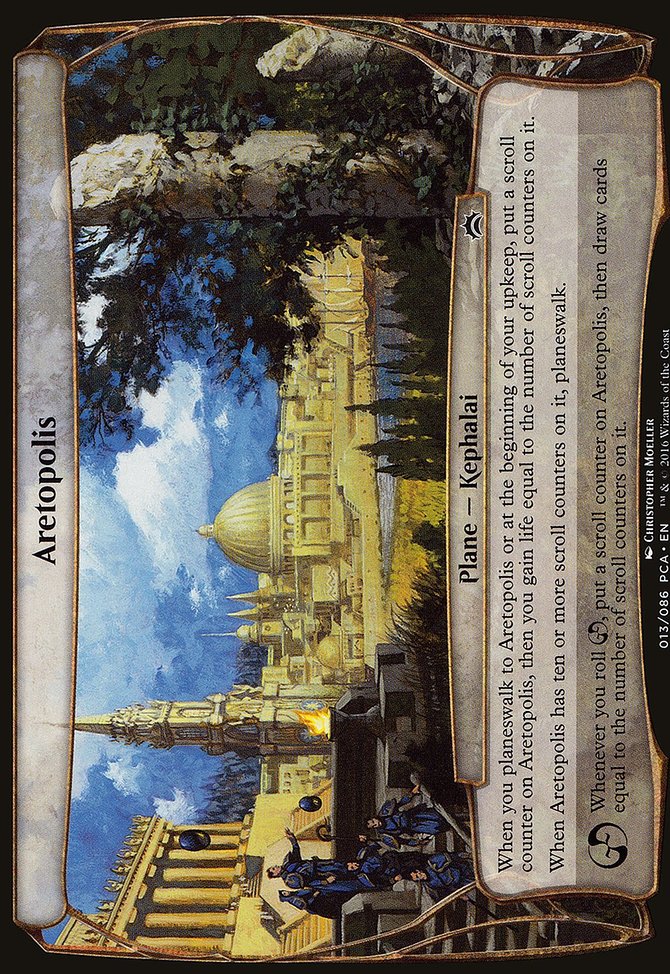 Aretopolis
Plane — Kephalai
When you planeswalk to Aretopolis or at the beginning of your upkeep, put a scroll
counter on Aretopolis, then you gain life equal to the number of scroll counters on it.
When Aretopolis has ten or more scroll counters on it, planeswalk.
Whenever you roll , put a scroll counter on Aretopolis, then draw cards
equal to the number of scroll counters on it.
Christopher Moeller
013/086 PCA • EN ™ & © 2016 Wizards of the Coast